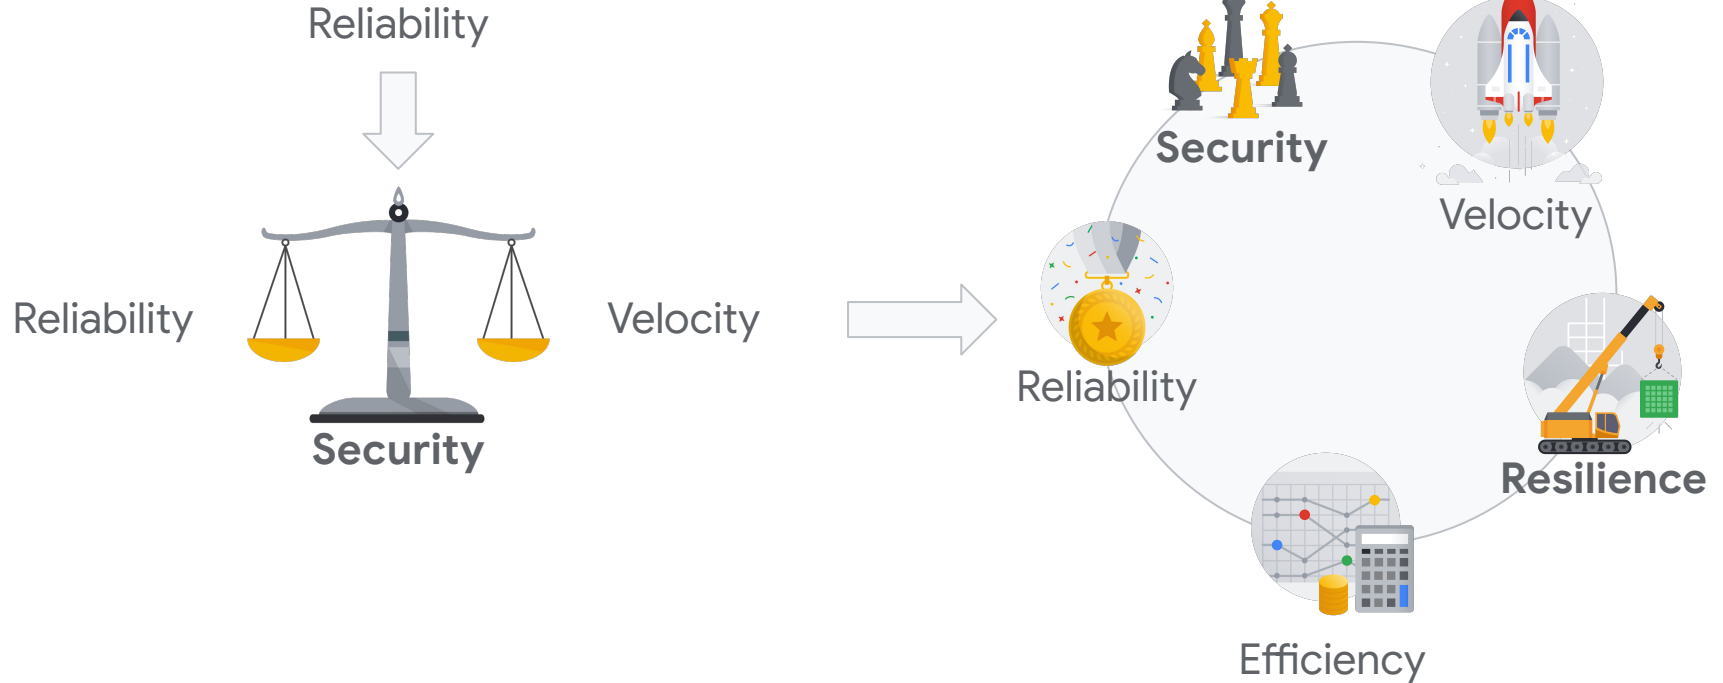 Reliability
Reliability
Velocity
Security
Security
Velocity
Reliability
Resilience
Efficiency